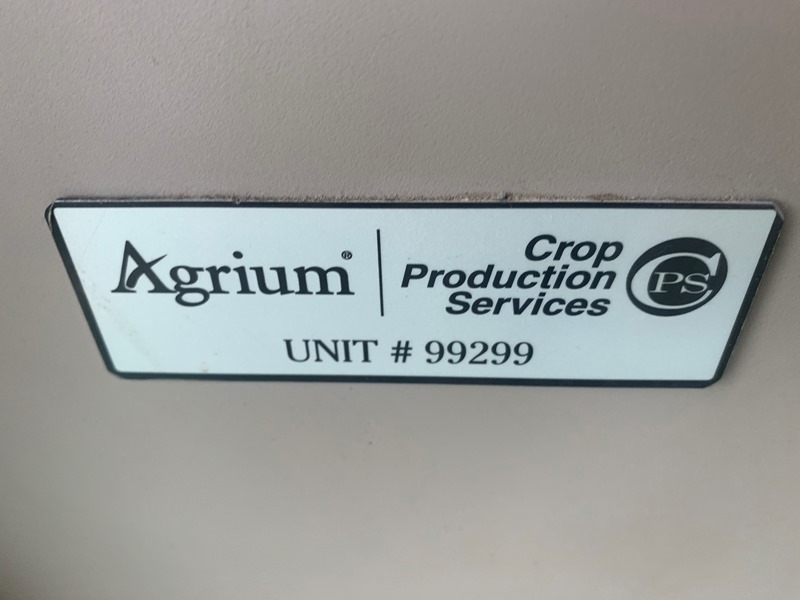 Agrium®
Crop
Production
Services
CPS
UNIT # 99299